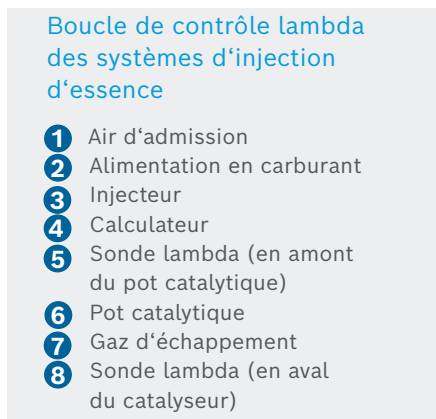 Boucle de contrôle lambda
des systèmes d‘injection
d‘essence
1 Air d‘admission
2 Alimentation en carburant
3 Injecteur
4 Calculateur
5 Sonde lambda (en amont
du pot catalytique)
6 Pot catalytique
7 Gaz d‘échappement
8 Sonde lambda (en aval
du catalyseur)